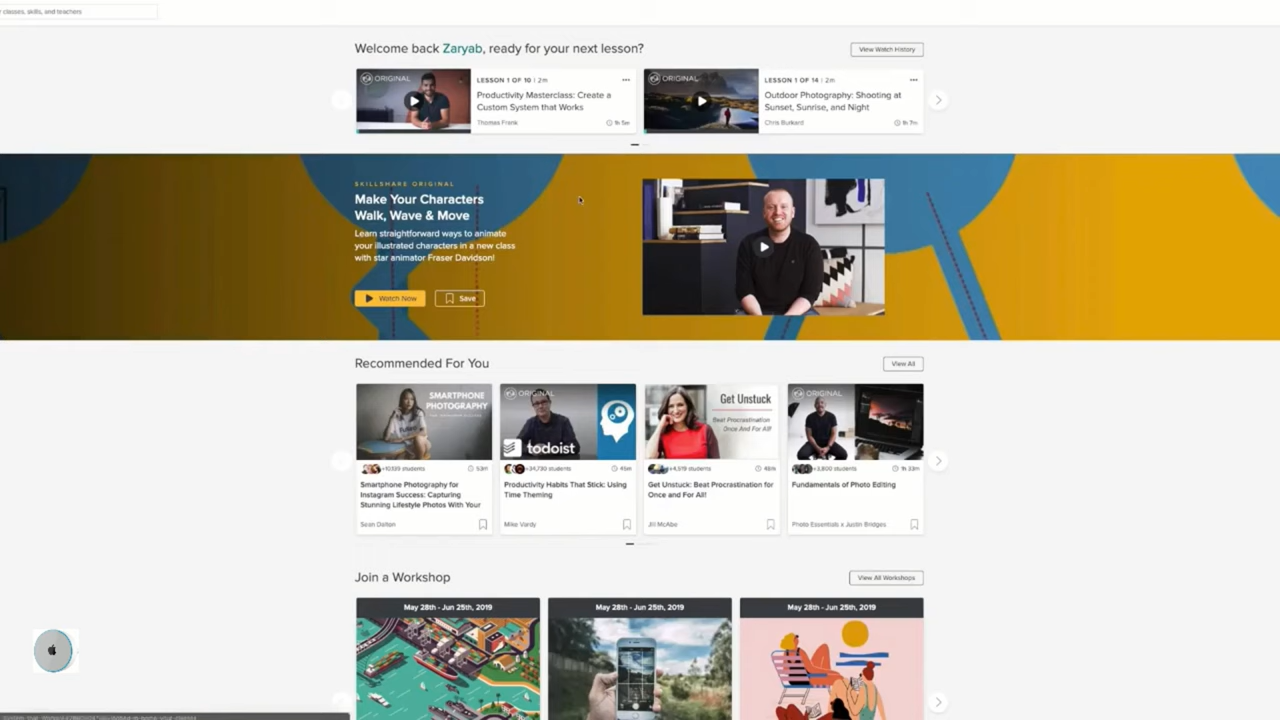 classes, skills, and teachers
Welcome back Zaryab, ready for your next lesson?
View Watch History
ORIGINAL
LESSON 1 OF 10 | 2m
Productivity Masterclass: Create a
Custom System that Works
Thomas Frank
1h 5m
ORIGINAL
LESSON 1 OF 14 | 2m
Outdoor Photography: Shooting at
Sunset, Sunrise, and Night
Chris Burkard
1h 7m
SKILLSHARE ORIGINAL
Make Your Characters
Walk, Wave & Move
Learn straightforward ways to animate
your illustrated characters in a new class
with star animator Fraser Davidson!
Watch Now
Save
Recommended For You
View All
SMARTPHONE
PHOTOGRAPHY
students
53m
Smartphone Photography for
Instagram Success: Capturing
Stunning Lifestyle Photos With Your
Sean Dalton
ORIGINAL
todoist
+34,730 students
45m
Productivity Habits That Stick: Using
Time Theming
Mike Vardy
Get Unstuck
Beat Procrastination
Once And For All!
students
48m
Get Unstuck: Beat Procrastination for
Once and For All!
Jill McAbe
ORIGINAL
+3,800 students
1h 33m
Fundamentals of Photo Editing
Photo Essentials x Justin Bridges
Join a Workshop
View All Workshops
May 28th - Jun 25th, 2019
May 28th - Jun 25th, 2019
May 28th - Jun 25th, 2019